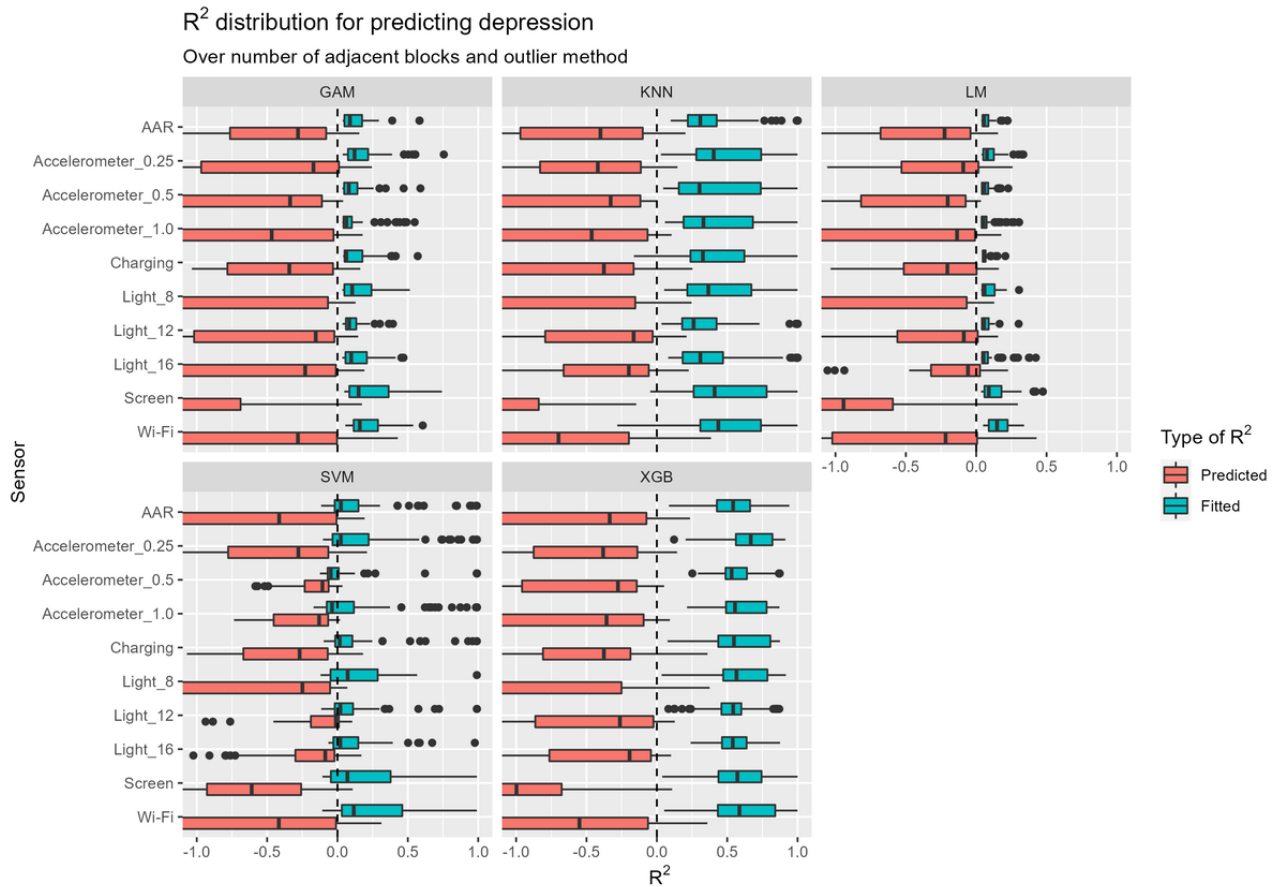 R² distribution for predicting depression
Over number of adjacent blocks and outlier method
GAM
KNN
LM
AAR
Accelerometer_0.25
Accelerometer_0.5
Accelerometer_1.0
Charging
Light_8
Light_12
Light_16
Screen
Wi-Fi
-1.0 -0.5 0.0 0.5 1.0
SVM
XGB
AAR
Accelerometer_0.25
Accelerometer_0.5
Accelerometer_1.0
Charging
Light_8
Light_12
Light_16
Screen
Wi-Fi
-1.0 -0.5 0.0 0.5 1.0
-1.0 -0.5 0.0 0.5 1.0
R²
Sensor
Type of R²
Predicted
Fitted